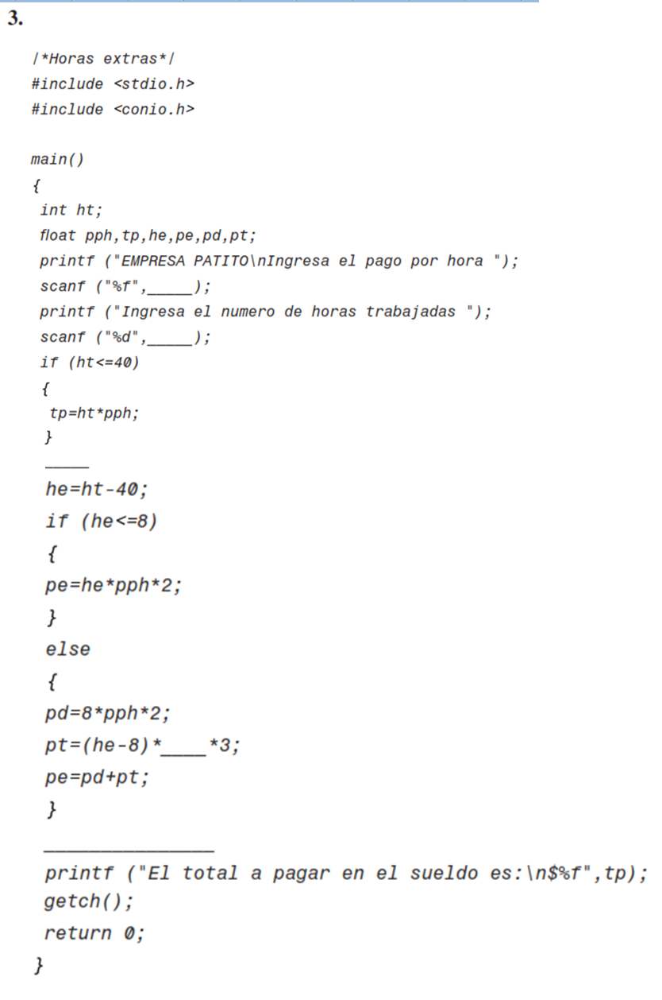 3.
/*Horas extras*/
#include <stdio.h>
#include <conio.h>
main()
{
int ht;
float pph,tp,he,pe,pd,pt;
printf ("EMPRESA PATITO\nIngresa el pago por hora ");
scanf ("%f",_____);
printf ("Ingresa el numero de horas trabajadas ");
scanf ("%d",_____);
if (ht<=40)
{
tp=ht*pph;
}
_____
he=ht-40;
if (he<=8)
{
pe=he*pph*2;
}
else
{
pd=8*pph*2;
pt=(he-8)*____*3;
pe=pd+pt;
}
_______________
printf ("El total a pagar en el sueldo es:\n$%f",tp);
getch();
return 0;
}